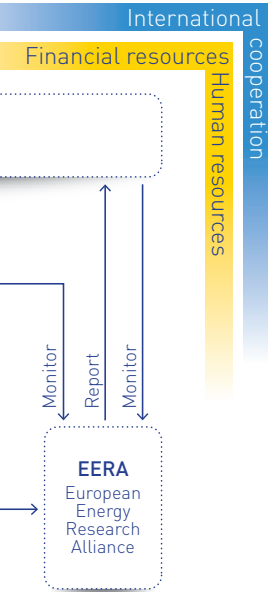 International
cooperation
Financial resources
Human resources
Monitor
Report
Monitor
EERA
European
Energy
Research
Alliance